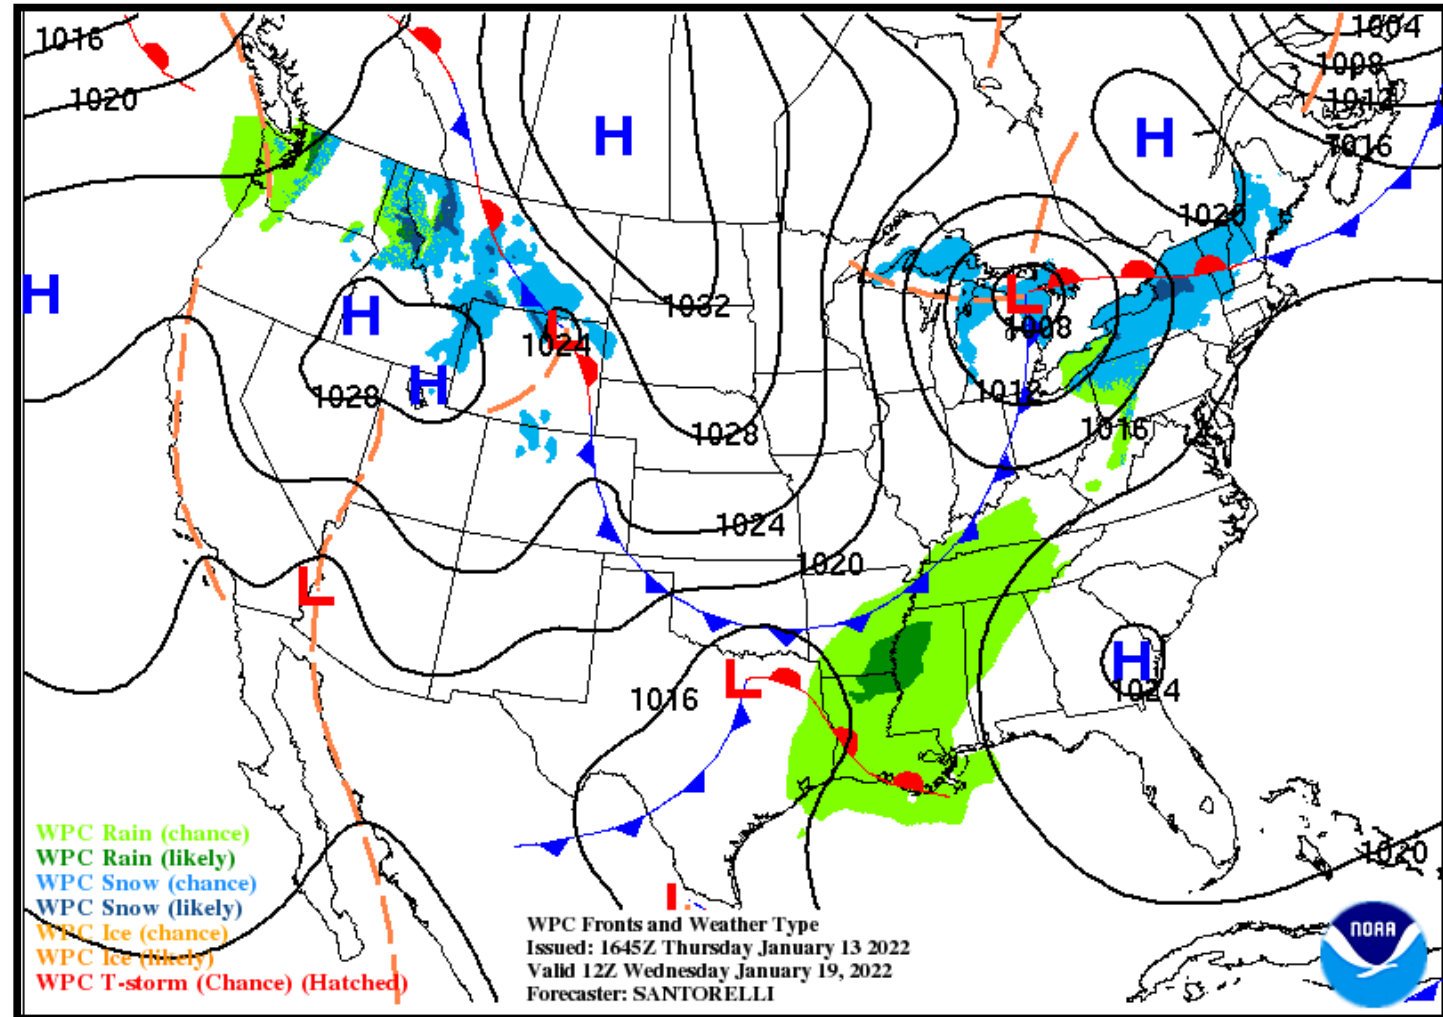 1016
1004
1008
1020
1012
H
H
1016
1020
H
H
1032
L
L
1008
1024
H
1028
1012
1028
1016
1024
1020
L
L
H
1016
1024
WPC Rain (chance)
WPC Rain (likely)
WPC Snow (chance)
WPC Snow (likely)
WPC Ice (chance)
WPC Ice (likely)
WPC T-storm (Chance) (Hatched)
1020
L
WPC Fronts and Weather Type
Issued: 1645Z Thursday January 13 2022
Valid 12Z Wednesday January 19, 2022
Forecaster: SANTORELLI
NOAA